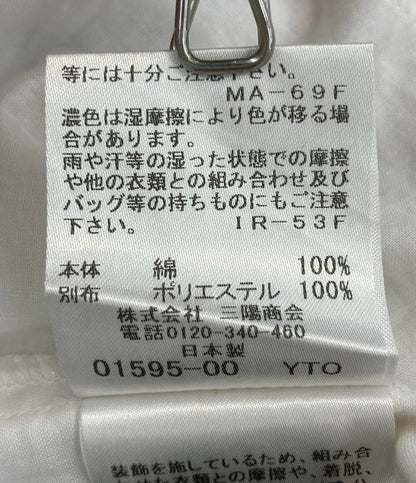 等には十分ご注意下さい。
MA-69F
濃色は湿摩擦により色が移る場
合があります。
雨や汗等の湿った状態での摩擦
や他の衣類との組み合わせ及び
バッグ等の持ちものにもご注意
下さい。 IR-53F
本体 綿 100%
別布 ポリエステル 100%
株式会社 三陽商会
電話0120-340-460
日本製
01595-00 YTO
装飾を施しているため、組み合
わせた衣類との摩擦や、着脱、